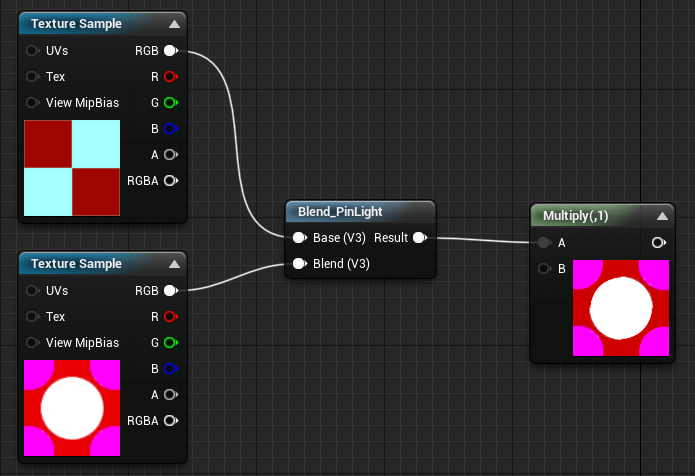 Texture Sample
UVs RGB
Tex R
View MipBias G
B
A
RGBA
Blend_PinLight
Base (V3) Result
Blend (V3)
Multiply(,1)
A
B
Texture Sample
UVs RGB
Tex R
View MipBias G
B
A
RGBA